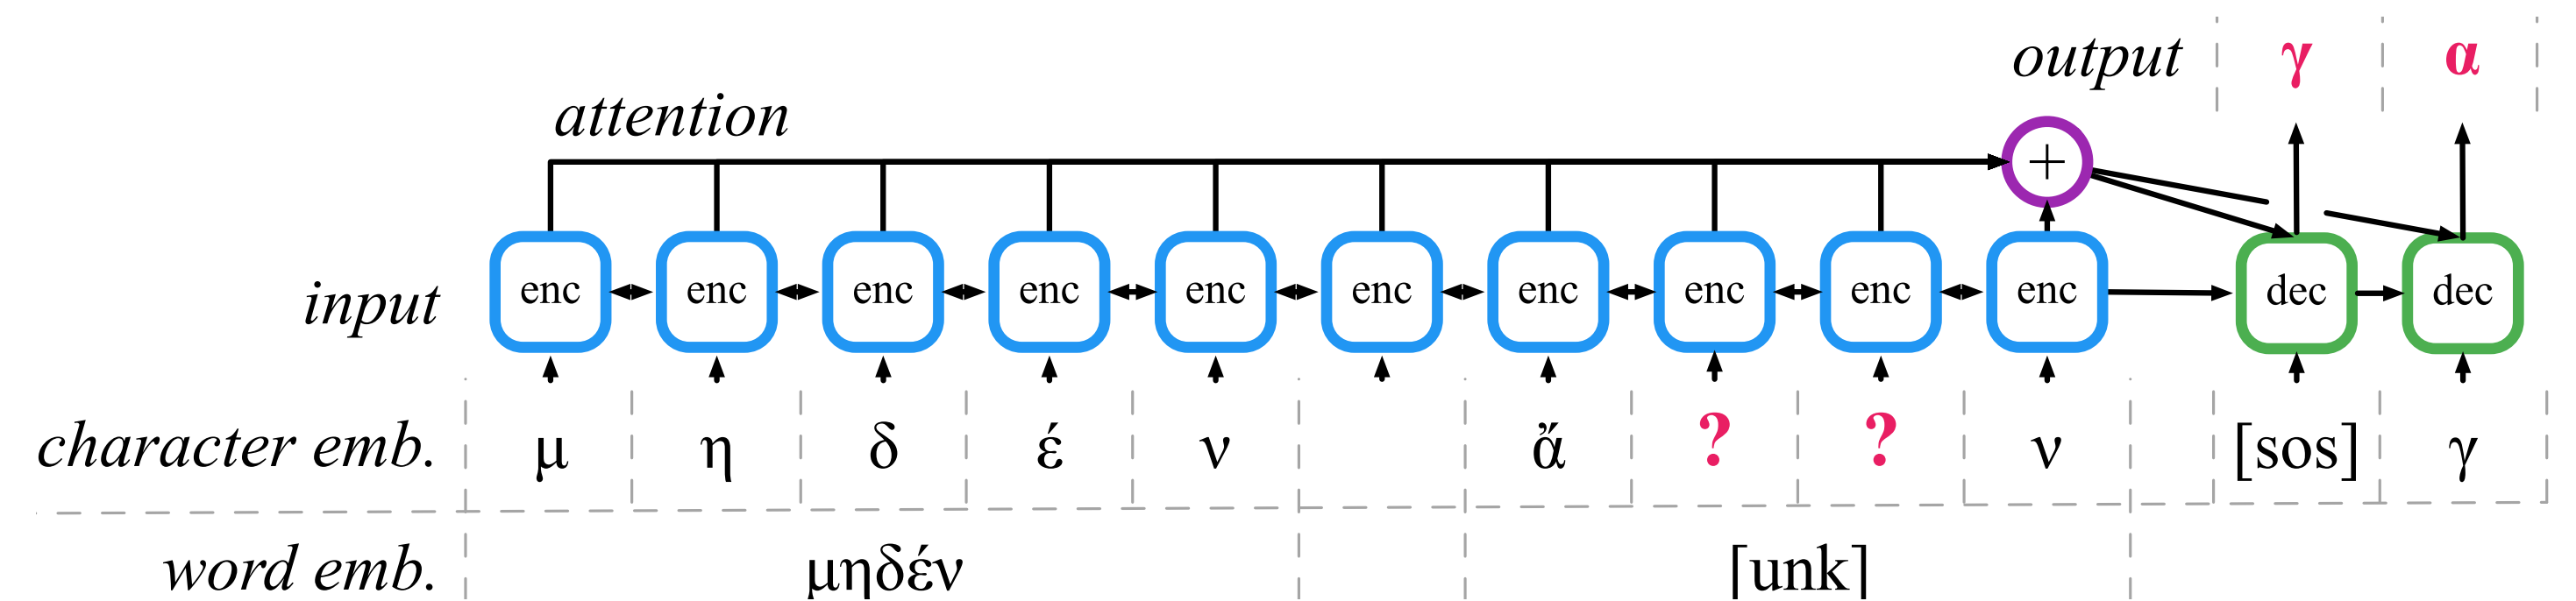 output γ α
attention
+
input enc enc enc enc enc enc enc enc enc enc dec dec
character emb. μ η δ έ ν ἄ ? ? ν [sos] γ
word emb. μηδέν [unk]